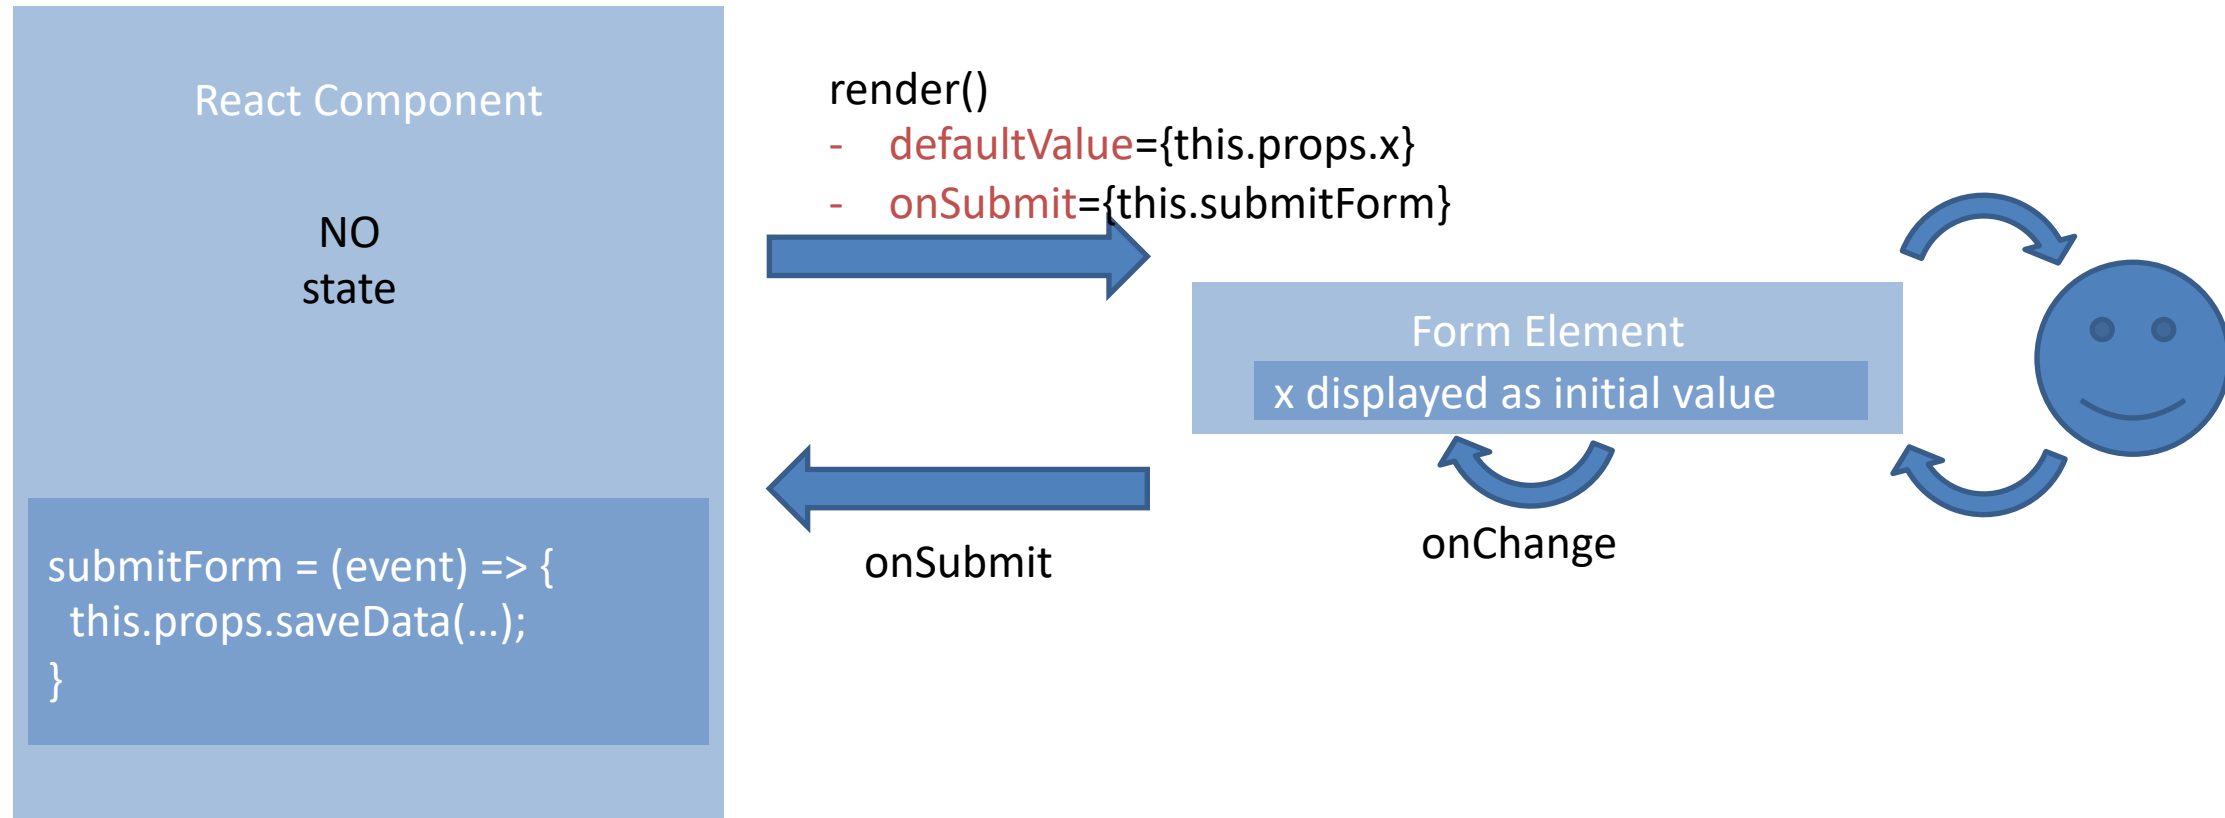 React Component
NO
state
submitForm = (event) => {
this.props.saveData(…);
}
render()
- defaultValue={this.props.x}
- onSubmit={this.submitForm}
Form Element
x displayed as initial value
onSubmit
onChange